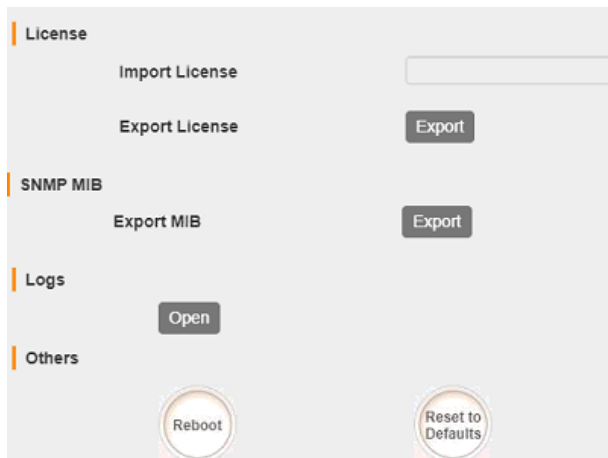 License
Import License
Export License Export
SNMP MIB
Export MIB Export
Logs
Open
Others
Reboot
Reset to
Defaults